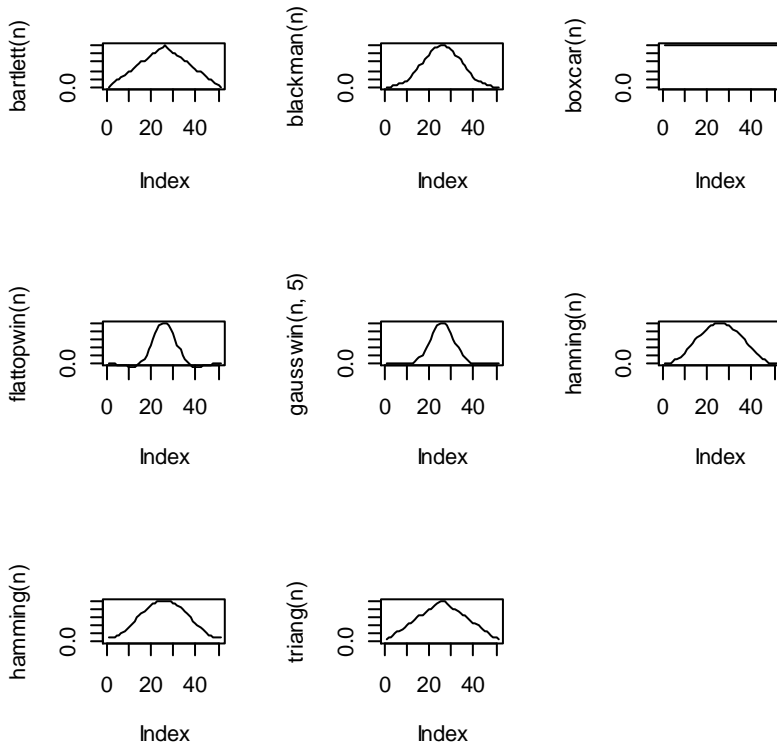 bartlett(n)
0.0
0 20 40
Index
blackman(n)
0.0
0 20 40
Index
boxcar(n)
0.0
0 20 40
Index
flattopwin(n)
0.0
0 20 40
Index
gausswin(n, 5)
0.0
0 20 40
Index
hanning(n)
0.0
0 20 40
Index
hamming(n)
0.0
0 20 40
Index
triang(n)
0.0
0 20 40
Index